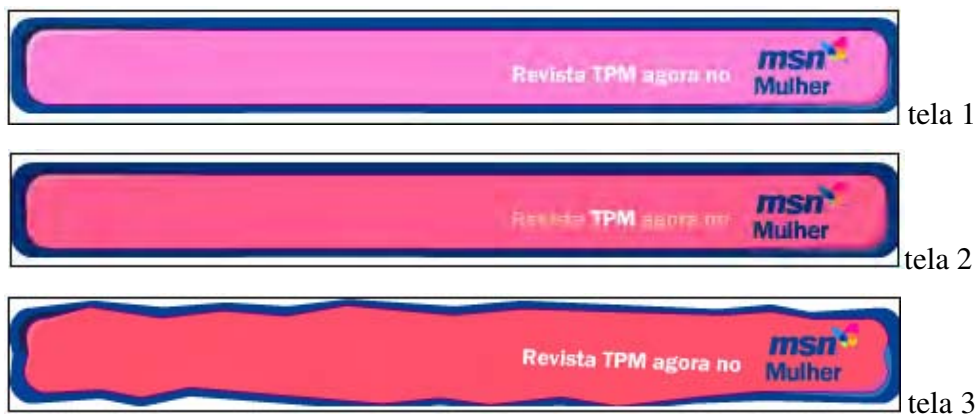 Revista TPM agora no
msn
Mulher
tela 1
Revista TPM agora no
msn
Mulher
tela 2
Revista TPM agora no
msn
Mulher
tela 3